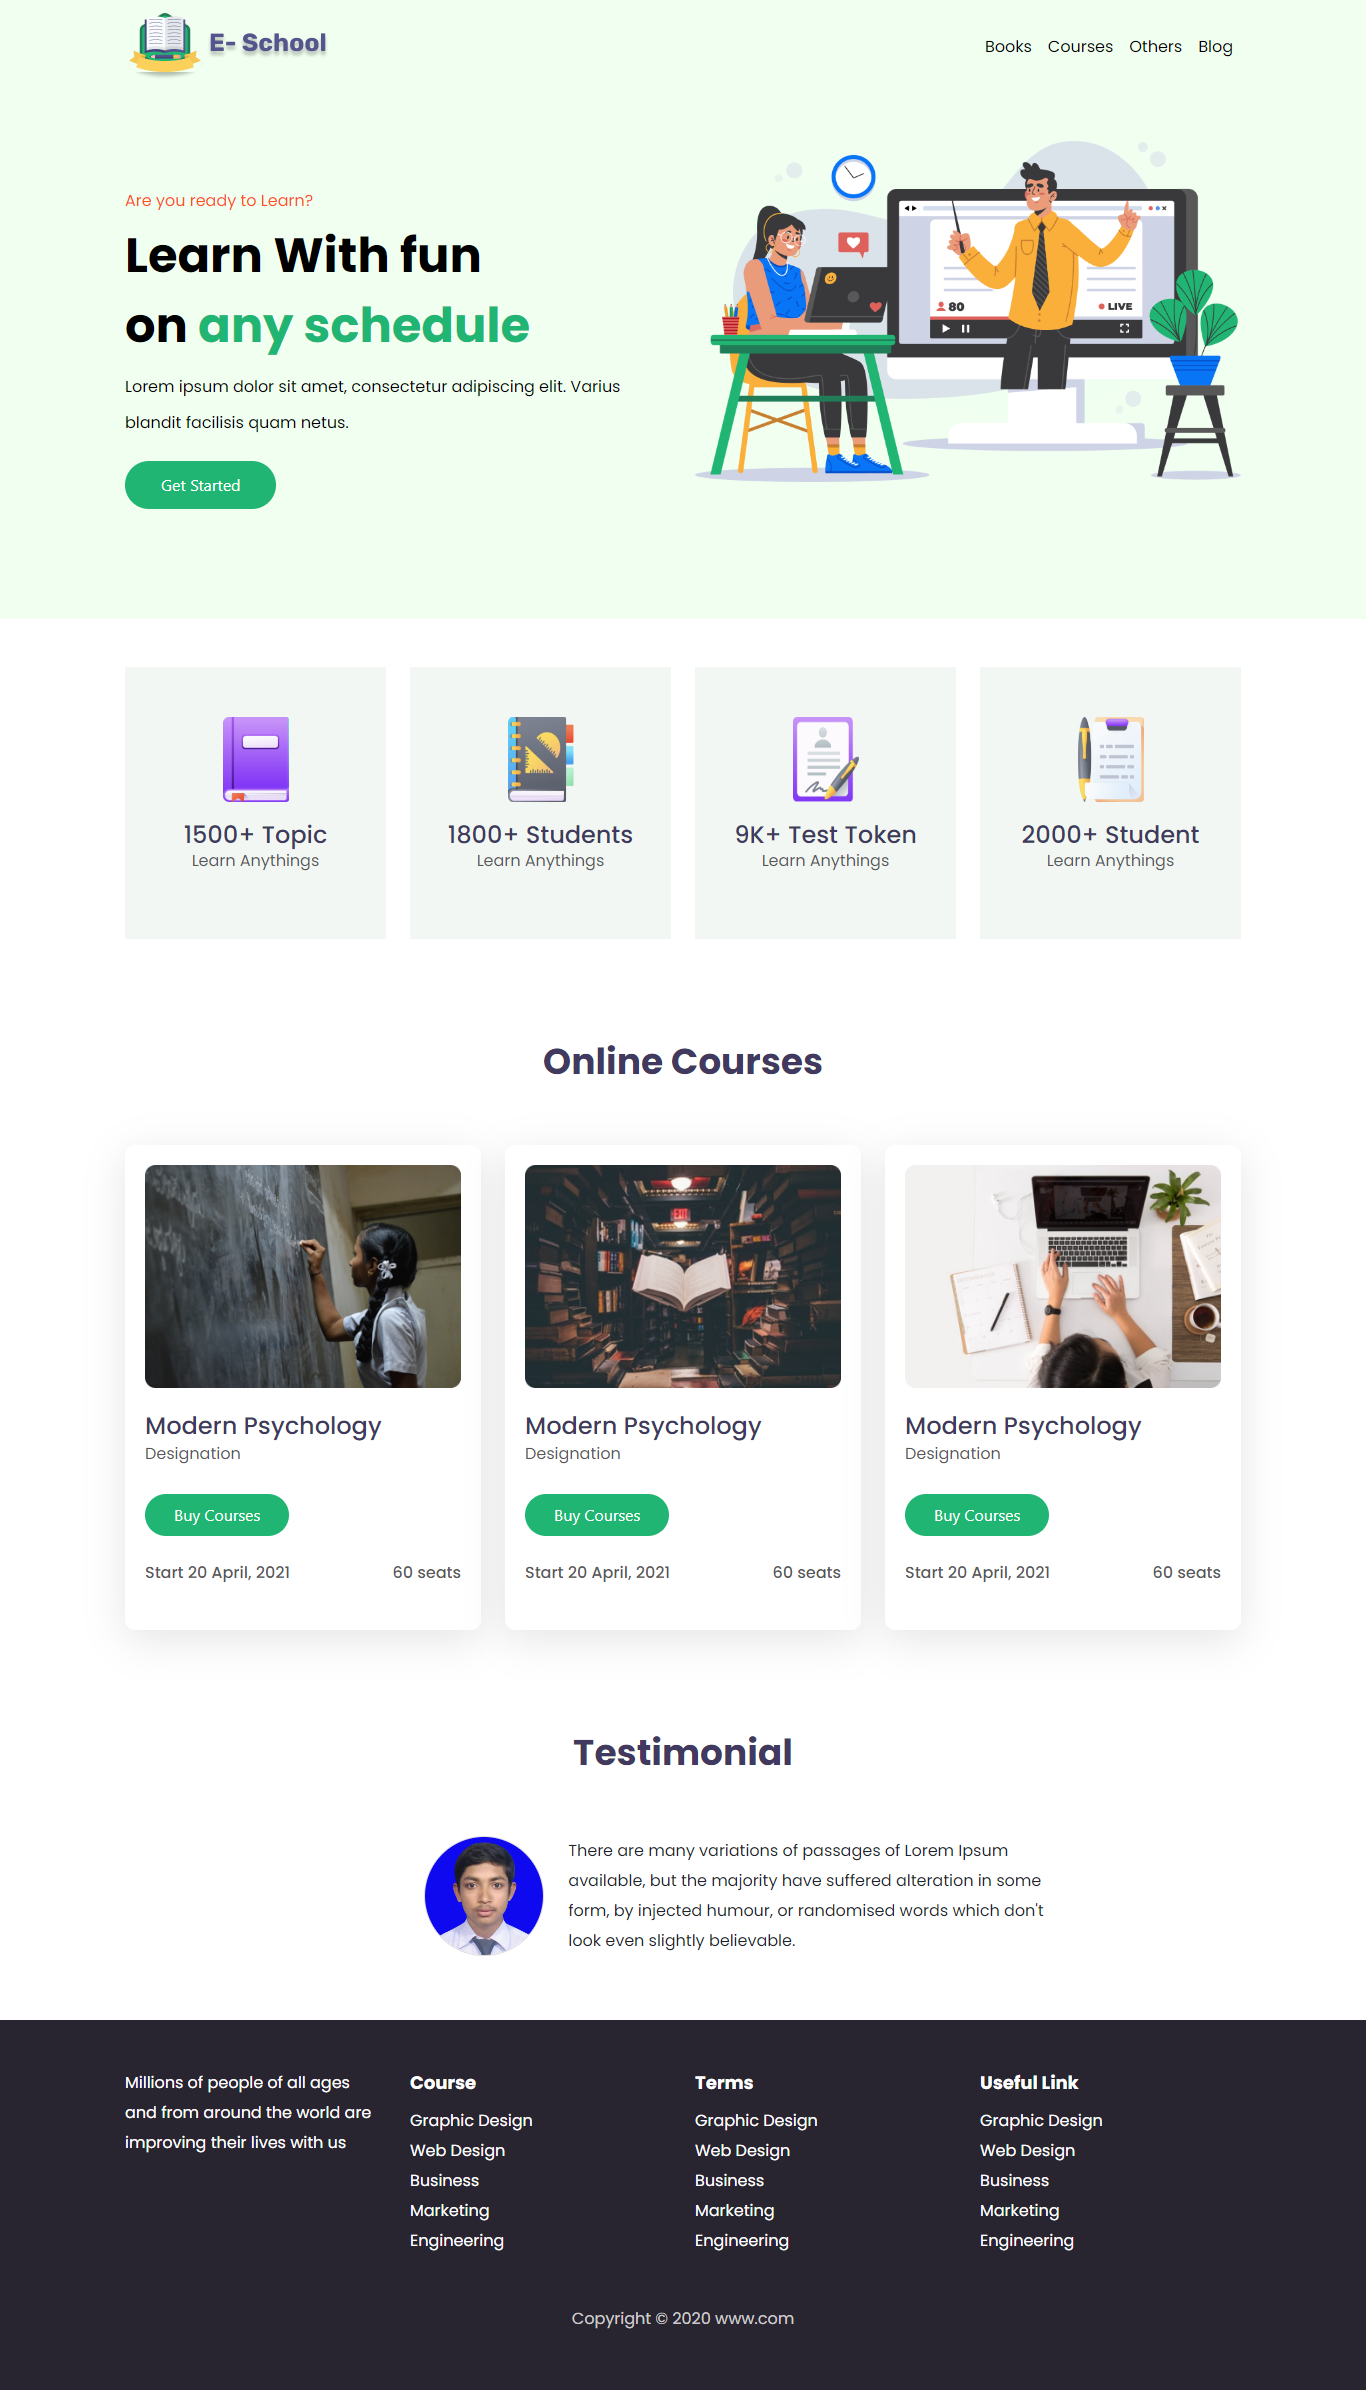 E- School
Books Courses Others Blog
Are you ready to Learn?
Learn With fun
on any schedule
Lorem ipsum dolor sit amet, consectetur adipiscing elit. Varius
blandit facilisis quam netus.
Get Started
80
LIVE
1500+ Topic
Learn Anythings
1800+ Students
Learn Anythings
9K+ Test Token
Learn Anythings
2000+ Student
Learn Anythings
Online Courses
EXIT
Modern Psychology
Designation
Buy Courses
Start 20 April, 2021 60 seats
Modern Psychology
Designation
Buy Courses
Start 20 April, 2021 60 seats
Modern Psychology
Designation
Buy Courses
Start 20 April, 2021 60 seats
Testimonial
There are many variations of passages of Lorem Ipsum
available, but the majority have suffered alteration in some
form, by injected humour, or randomised words which don't
look even slightly believable.
Millions of people of all ages
and from around the world are
improving their lives with us
Course
Graphic Design
Web Design
Business
Marketing
Engineering
Terms
Graphic Design
Web Design
Business
Marketing
Engineering
Useful Link
Graphic Design
Web Design
Business
Marketing
Engineering
Copyright © 2020 www.com